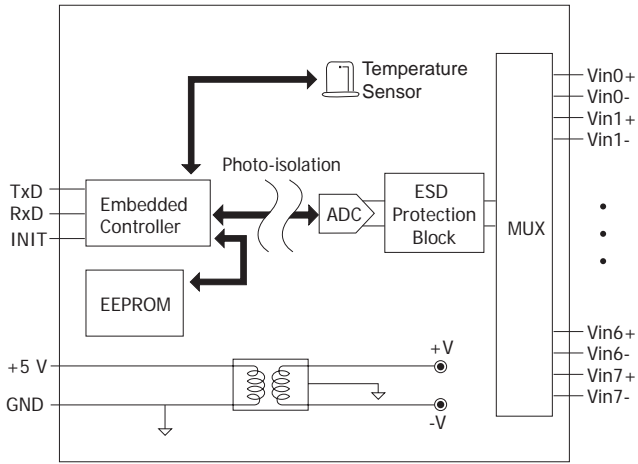 Temperature
Sensor
Vin0+
Vin0-
Vin1+
Vin1-
Photo-isolation
TxD
RxD
INIT
Embedded
Controller
ADC
ESD
Protection
Block
MUX
EEPROM
Vin6+
Vin6-
Vin7+
Vin7-
+5 V
GND
+V
-V